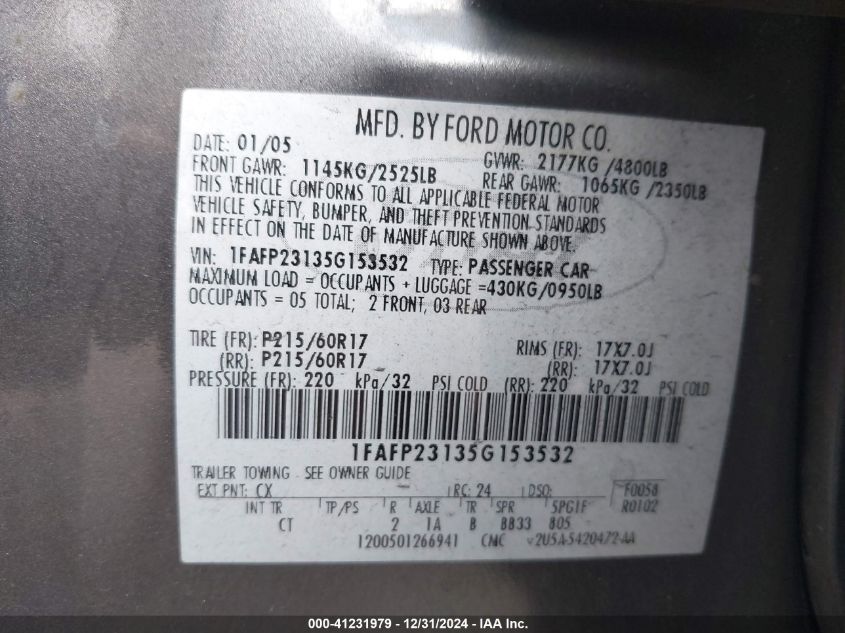 MFD. BY FORD MOTOR CO.
DATE: 01/05 GVWR: 2177KG /4800LB
FRONT GAWR: 1145KG/2525LB REAR GAWR: 1065KG /2350LB
THIS VEHICLE CONFORMS TO ALL APPLICABLE FEDERAL MOTOR
VEHICLE SAFETY, BUMPER, AND THEFT PREVENTION STANDARDS
IN EFFECT ON THE DATE OF MANUFACTURE SHOWN ABOVE.
VIN: 1FAFP23135G153532 TYPE: PASSENGER CAR
MAXIMUM LOAD = OCCUPANTS + LUGGAGE =430KG/0950LB
OCCUPANTS = 05 TOTAL; 2 FRONT, 03 REAR
TIRE (FR): P215/60R17 RIMS (FR): 17X7.0J
(RR): P215/60R17 (RR): 17X7.0J
PRESSURE (FR): 220 kPa/32 PSI COLD (RR): 220 kPa/32 PSI COLD
1FAFP23135G153532
TRAILER TOWING - SEE OWNER GUIDE
EXT PNT: CX RC: 24 DSO: F0058
INT TR TP/PS R AXLE TR SPR R0102
CT 2 1A B BB33 805
1200501266941 CMC V2U5A-5420472-AA
000-41231979 - 12/31/2024 - IAA Inc.